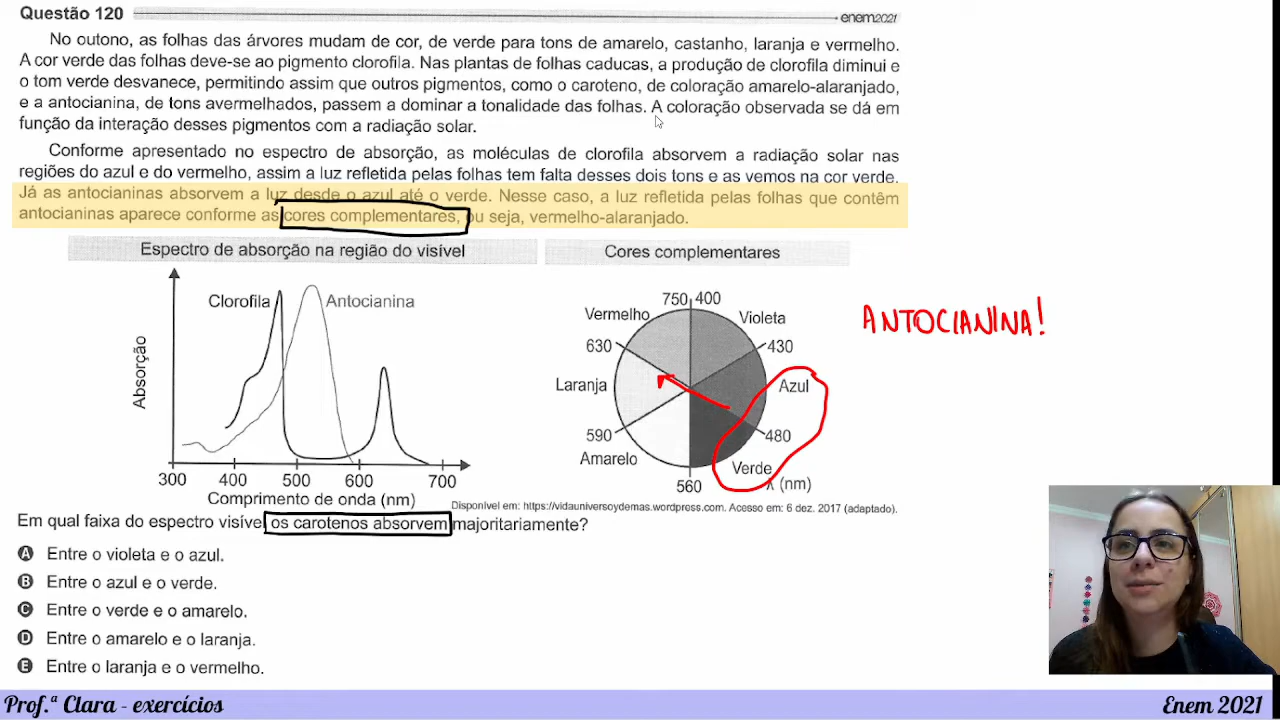 Questão 120
enem2021
No outono, as folhas das árvores mudam de cor, de verde para tons de amarelo, castanho, laranja e vermelho.
A cor verde das folhas deve-se ao pigmento clorofila. Nas plantas de folhas caducas, a produção de clorofila diminui e
o tom verde desvanece, permitindo assim que outros pigmentos, como o caroteno, de coloração amarelo-alaranjado,
e a antocianina, de tons avermelhados, passem a dominar a tonalidade das folhas. A coloração observada se dá em
função da interação desses pigmentos com a radiação solar.
Conforme apresentado no espectro de absorção, as moléculas de clorofila absorvem a radiação solar nas
regiões do azul e do vermelho, assim a luz refletida pelas folhas tem falta desses dois tons e as vemos na cor verde.
Já as antocianinas absorvem a luz desde o azul até o verde. Nesse caso, a luz refletida pelas folhas que contêm
antocianinas aparece conforme as cores complementares, ou seja, vermelho-alaranjado.
Espectro de absorção na região do visível
Clorofila
Antocianina
Absorção
300 400 500 600 700
Comprimento de onda (nm)
Cores complementares
750 400
Vermelho
Violeta
630
430
Laranja
Azul
590
480
Amarelo
Verde
560
λ (nm)
ANTOCIANINA!
Disponível em: https://vidauniversoydemas.wordpress.com. Acesso em: 6 dez. 2017 (adaptado).
Em qual faixa do espectro visível os carotenos absorvem majoritariamente?
A Entre o violeta e o azul.
B Entre o azul e o verde.
C Entre o verde e o amarelo.
D Entre o amarelo e o laranja.
E Entre o laranja e o vermelho.
Prof.ª Clara - exercícios
Enem 2021